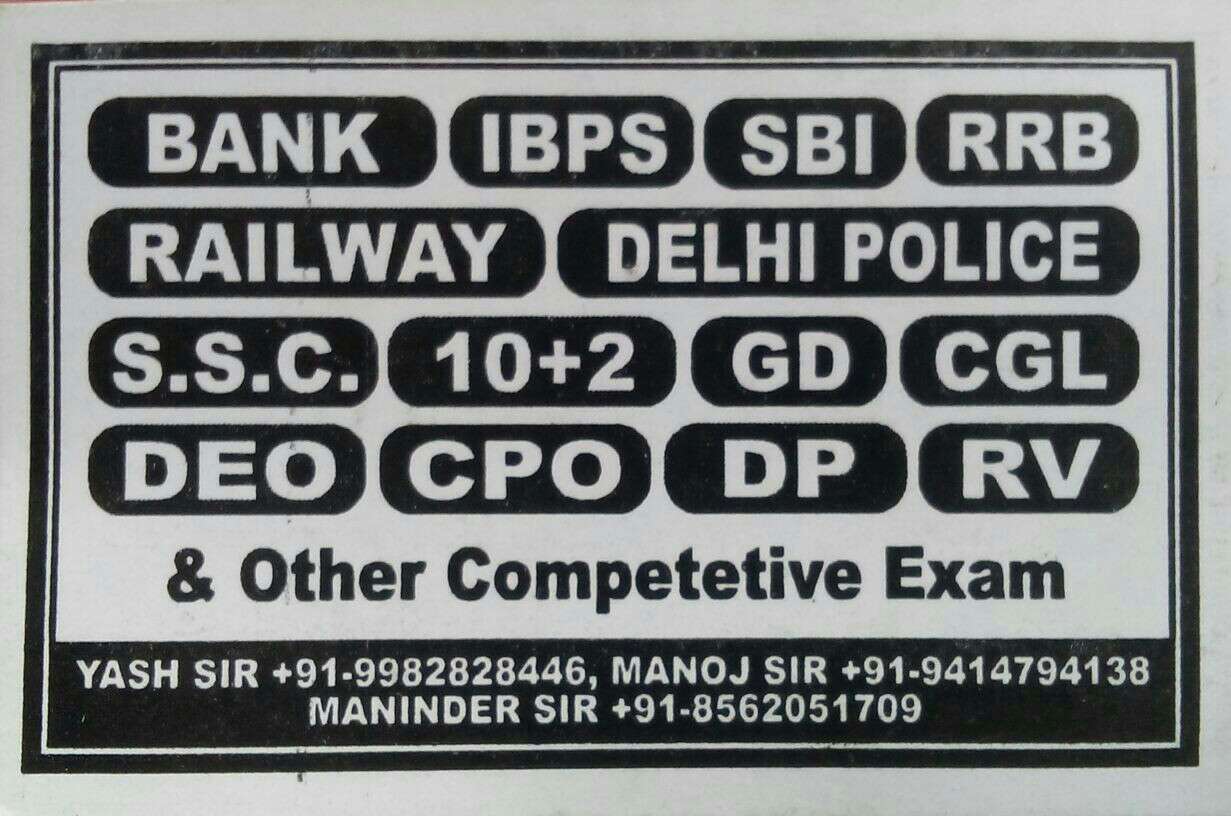 BANK IBPS SBI RRB
RAILWAY DELHI POLICE
S.S.C. 10+2 GD CGL
DEO CPO DP RV
& Other Competetive Exam
YASH SIR +91-9982828446, MANOJ SIR +91-9414794138
MANINDER SIR +91-8562051709